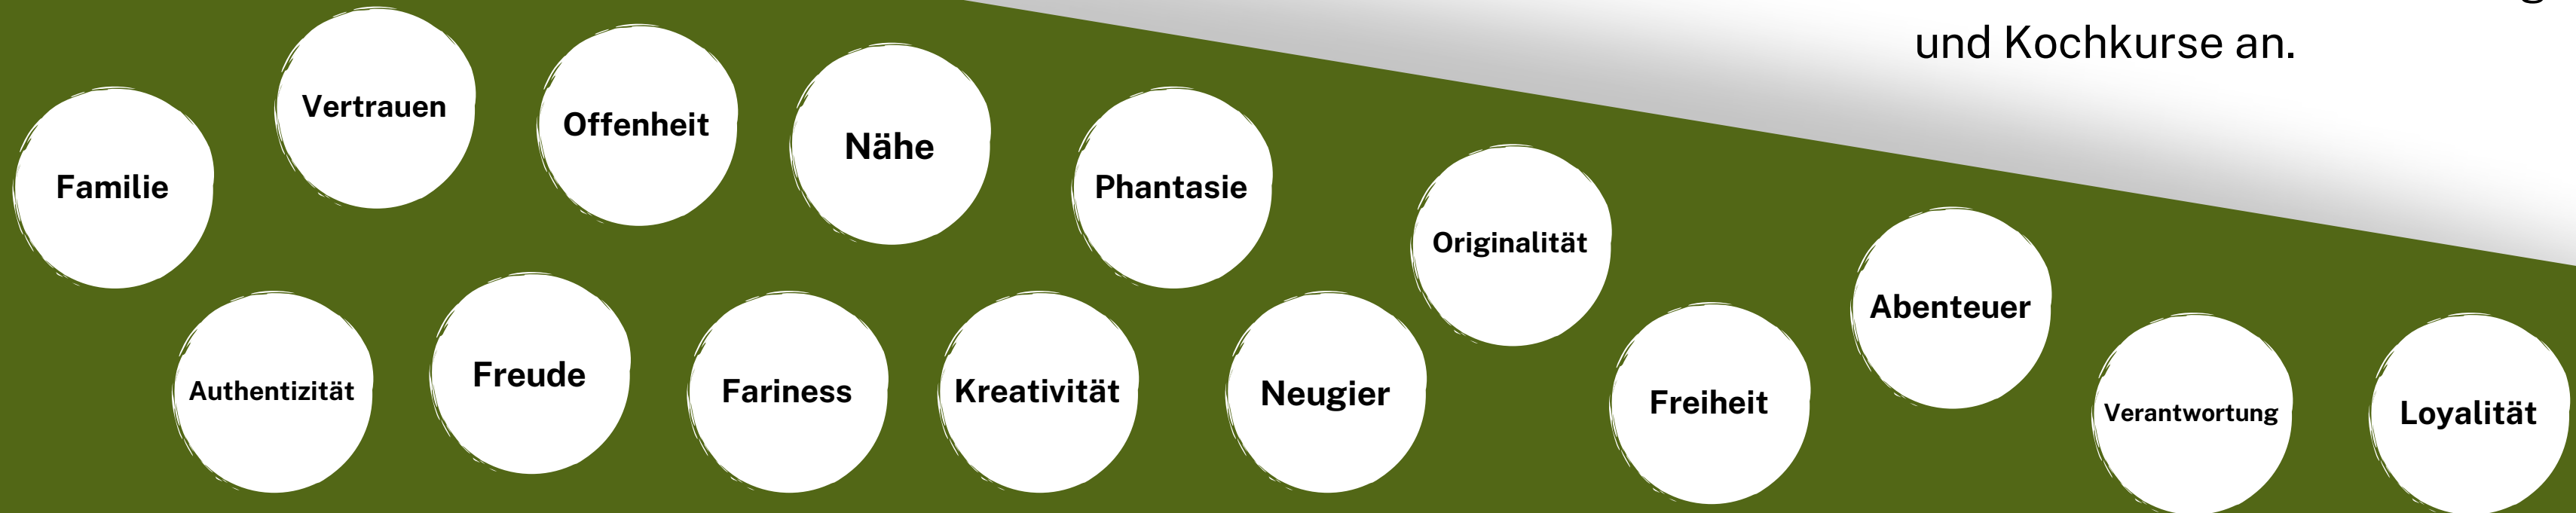 und Kochkurse an.
Vertrauen
Offenheit
Nähe
Familie
Phantasie
Originalität
Abenteuer
Authentizität
Freude
Fariness
Kreativität
Neugier
Freiheit
Verantwortung
Loyalität